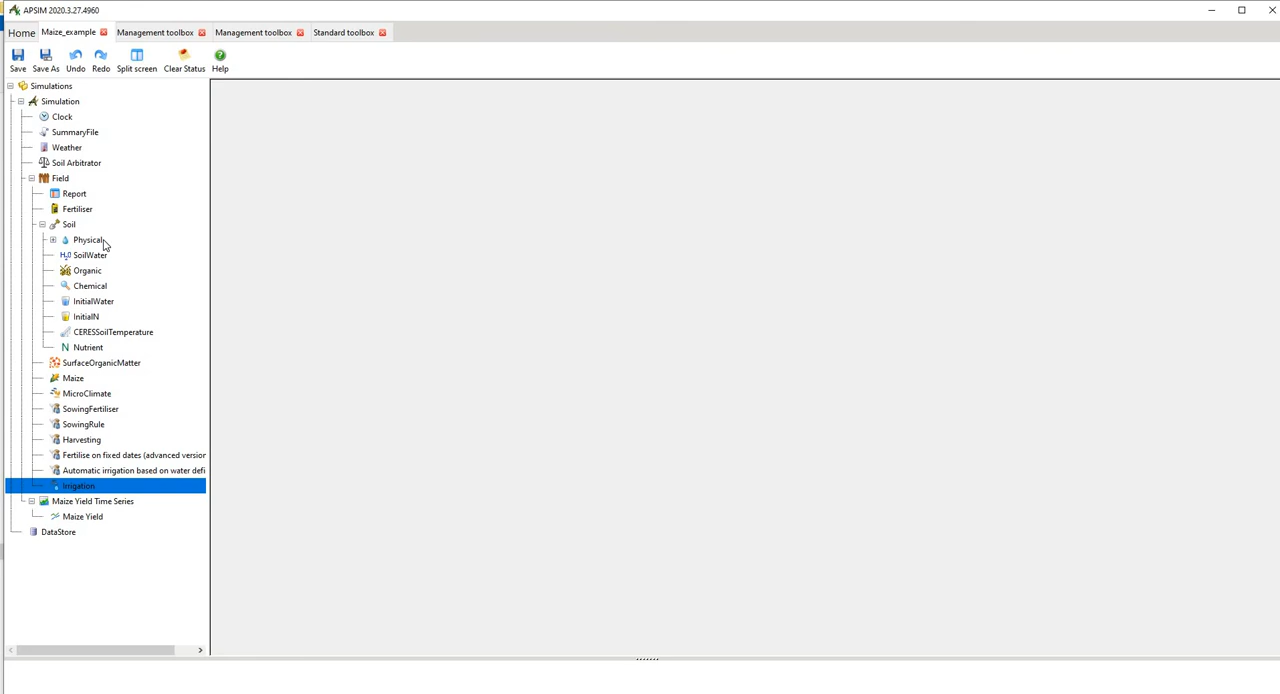 APSIM 2020.3.27.4960
Home Maize_example Management toolbox Management toolbox Standard toolbox
Save Save As Undo Redo Split screen Clear Status Help
Simulations
Simulation
Clock
SummaryFile
Weather
Soil Arbitrator
Field
Report
Fertiliser
Soil
Physical
H₂0 SoilWater
Organic
Chemical
InitialWater
InitialN
CERESSoilTemperature
N Nutrient
SurfaceOrganicMatter
Maize
MicroClimate
SowingFertiliser
SowingRule
Harvesting
Fertilise on fixed dates (advanced version
Automatic irrigation based on water defi
Irrigation
Maize Yield Time Series
Maize Yield
DataStore